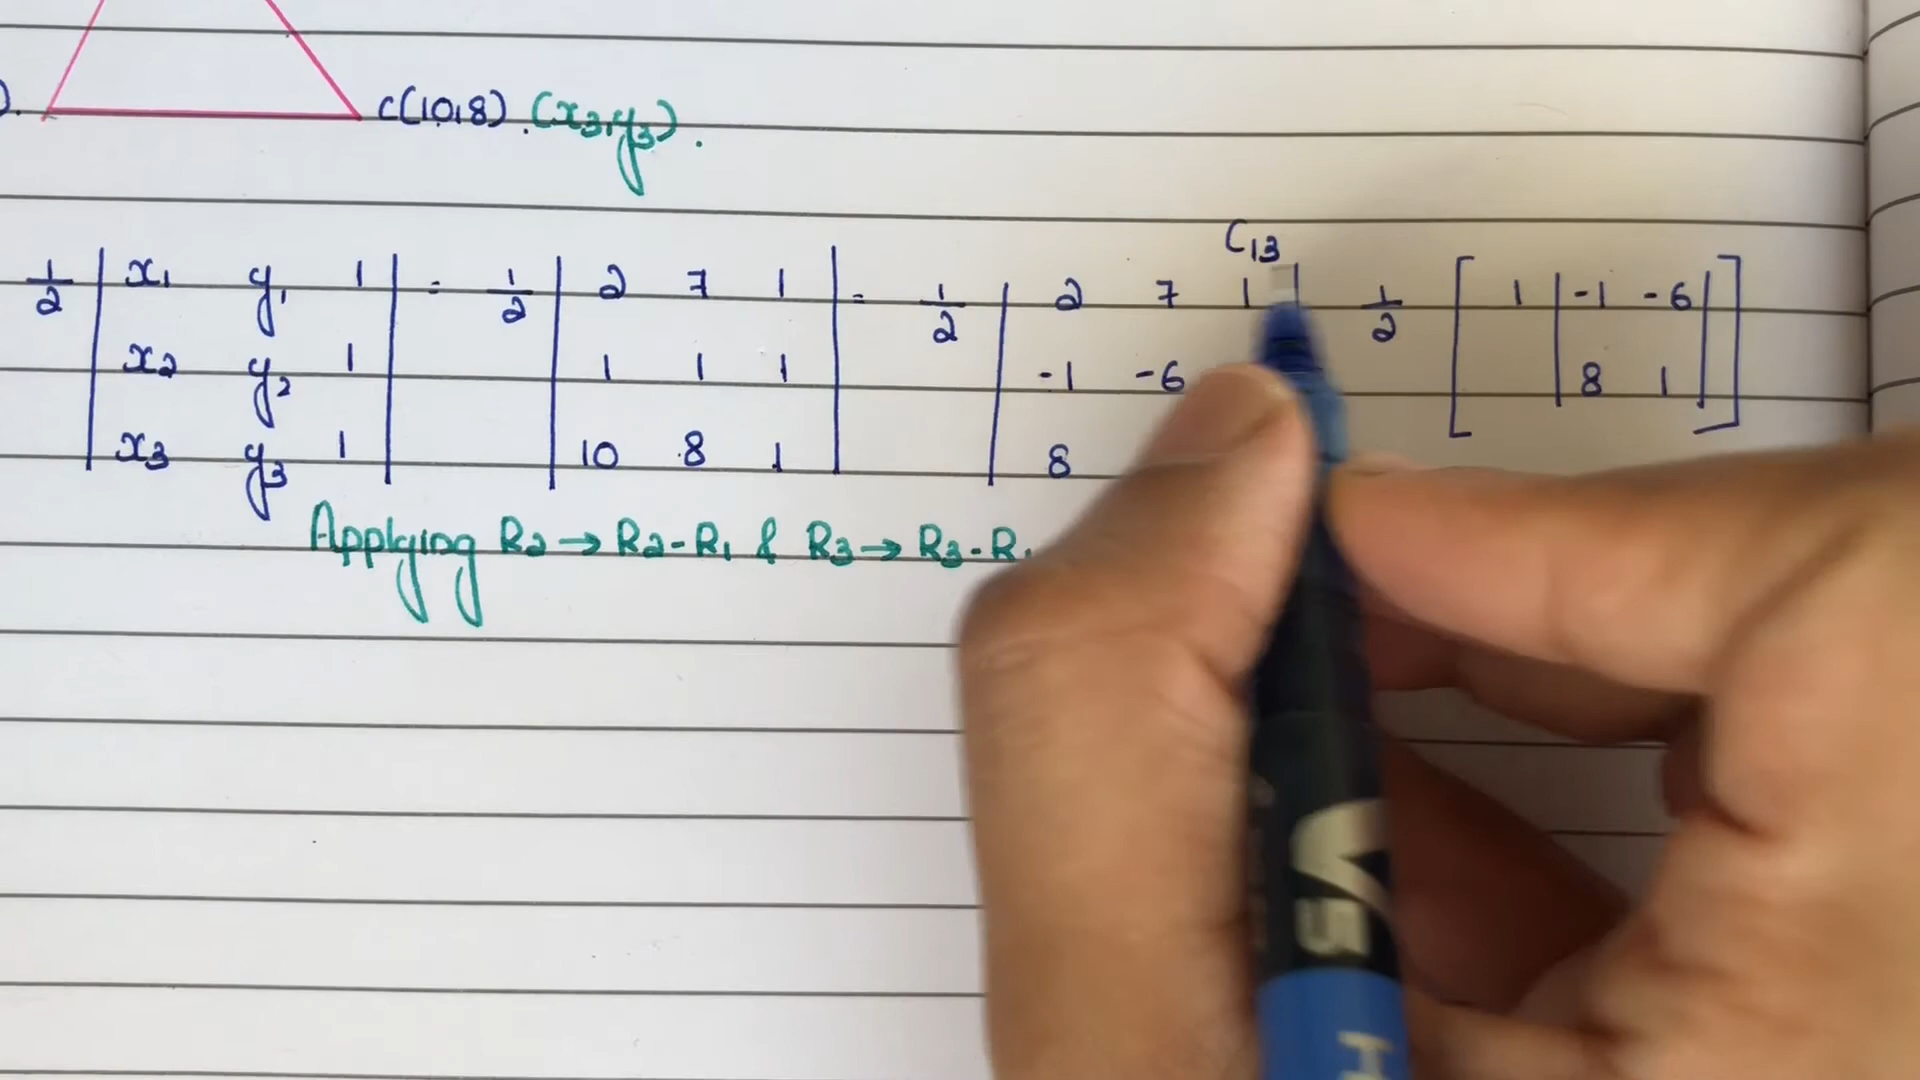 ). C(10,8) . (x₃,y₃).
C₁₃
1/2 | x₁ y₁ 1 | = 1/2 | 2 7 1 | = 1/2 | 2 7 1 | 1/2 [ 1 | -1 -6 | ]
| x₂ y₂ 1 | | 1 1 1 | | -1 -6 | 8 1 |
| x₃ y₃ 1 | | 10 8 1 | | 8
Applying R₂ → R₂-R₁ & R₃ → R₃-R₁
V5